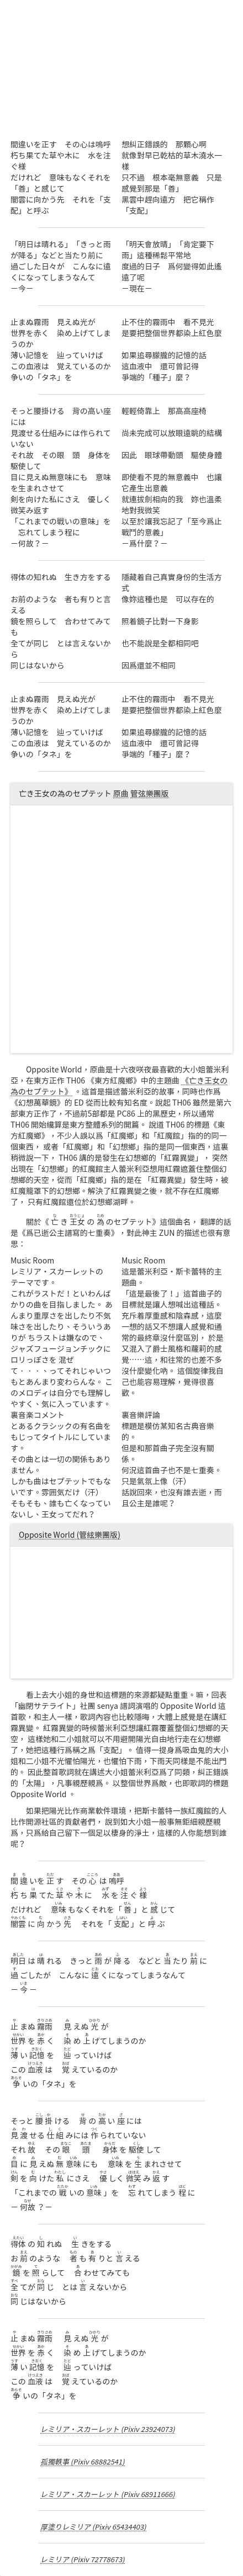 間違いを正す　その心は嗚呼
朽ち果てた草や木に　水を注ぐ様
だけれど　意味もなくそれを「善」と感じて
闇雲に向かう先　それを「支配」と呼ぶ
想糾正錯誤的　那顆心啊
就像對早已乾枯的草木澆水一樣
只不過　根本毫無意義　只是感覺到那是「善」
黑雲中趕向遠方　把它稱作「支配」
「明日は晴れる」「きっと雨が降る」などと当たり前に
過ごした日々が　こんなに遠くになってしまうなんて
－今－
「明天會放晴」「肯定要下雨」這種稀鬆平常地
度過的日子　爲何變得如此遙遠了呢
－現在－
止まぬ霧雨　見えぬ光が
世界を赤く　染め上げてしまうのか
薄い記憶を　辿っていけば
この血液は　覚えているのか
争いの「タネ」を
止不住的霧雨中　看不見光
是要把整個世界都染上紅色麼
如果追尋朦朧的記憶的話
這血液中　還可曾記得
爭端的「種子」麼？
そっと腰掛ける　背の高い座には
見渡せる仕組みには作られていない
それ故　その眼　頭　身体を駆使して
目に見えぬ無意味にも　意味を生まれさせて
剣を向けた私にさえ　優しく微笑み返す
「これまでの戦いの意味」を　忘れてしまう程に
－何故？－
輕輕倚靠上　那高高座椅
尚未完成可以放眼遠眺的結構
因此　眼球帶動頭　驅使身體
即使看不見的無意義中　也讓它產生出意義
就連拔劍相向的我　妳也溫柔地對我微笑
以至於讓我忘記了「至今爲止戰鬥的意義」
－爲什麼？－
得体の知れぬ　生き方をする
お前のような　者も有りと言える
鏡を照らして　合わせてみても
全てが同じ　とは言えないから
同じはないから
隱藏着自己真實身份的生活方式
像妳這種也是　可以存在的
照着鏡子比對一下身影
也不能說是全都相同吧
因爲還並不相同
止まぬ霧雨　見えぬ光が
世界を赤く　染め上げてしまうのか
薄い記憶を　辿っていけば
この血液は　覚えているのか
争いの「タネ」を
止不住的霧雨中　看不見光
是要把整個世界都染上紅色麼
如果追尋朦朧的記憶的話
這血液中　還可曾記得
爭端的「種子」麼？
亡き王女の為のセプテット 原曲 管弦樂團版
Opposite World，原曲是十六夜咲夜最喜歡的大小姐蕾米利亞，在東方正作 TH06 《東方紅魔鄉》中的主題曲 《亡き王女の為のセプテット》 。這首是描述蕾米利亞的故事，同時也作爲《幻想萬華鏡》的 ED 從而比較有知名度。說起 TH06 雖然是第六部東方正作了，不過前5部都是 PC86 上的黑歷史，所以通常 TH06 開始纔算是東方整體系列的開篇。 說道 TH06 的標題《東方紅魔鄉》，不少人誤以爲「紅魔鄉」和「紅魔館」指的的同一個東西， 或者「紅魔鄉」和「幻想鄉」是同一個東西， 所以這裏稍微說一下， TH06 講的是發生在幻想鄉的「紅霧異變」， 突然出現在「幻想鄉」的紅魔館主人蕾米利亞想用紅霧遮蓋住整個幻想鄉的天空，從而「紅魔鄉」指的是在 「紅霧異變」發生時，被紅魔籠罩下的幻想鄉。解決了紅霧異變之後，就不存在紅魔鄉了， 只有紅魔館還位於幻想鄉湖畔。
關於《亡き王女の為のセプテット》這個曲名， 翻譯的話是《爲已逝公主譜寫的七重奏》，對此神主 ZUN 的描述也很有意思：
Music Room
レミリア・スカーレットのテーマです。
これがラストだ！といわんばかりの曲を目指しました。 あんまり重厚さを出したり不気味さを出したり、そういうありがちラストは嫌なので、ジャズフュージョンチックにロリっぽさを 混ぜて・・・、ってそれじゃいつもとあんまり変わらんな。 このメロディは自分でも理解しやすく、気に入っています。
裏音楽コメント
とあるクラシックの有名曲をもじってタイトルにしています。
その曲とは一切の関係もありません。
しかも曲はセプテットでもないです。雰囲気だけ（汗）
そもそも、誰も亡くなっていないし、王女ってだれ？
Music Room
這是蕾米利亞・斯卡蕾特的主題曲。
「這是最後了！」這首曲子的目標就是讓人想喊出這種話。 充斥着厚重感和陰森感，這麼一想的話又不想讓人感覺和通常的最終章沒什麼區別， 於是又混入了爵士風格和蘿莉的感覺⋯⋯這，和往常的也差不多沒什麼變化吶。 這個旋律我自己也能容易理解，覺得很喜歡。
裏音樂評論
標題是模仿某知名古典音樂的。
但是和那首曲子完全沒有關係。
何況這首曲子也不是七重奏。只是氣氛上像（汗）
話說回來，也沒有誰去逝，而且公主是誰呢？
Opposite World (管絃樂團版)
看上去大小姐的身世和這標題的來源都疑點重重。嘛，回表「幽閉サテライト」社團 senya 譜詞演唱的 Opposite World 這首歌，和主人一樣，歌詞內容也比較隱晦，大體上感覺是在講紅霧異變。 紅霧異變的時候蕾米利亞想讓紅霧覆蓋整個幻想鄉的天空， 這樣她和二小姐就可以不用避開陽光自由地行走在幻想鄉了，她把這種行爲稱之爲「支配」。 值得一提身爲吸血鬼的大小姐和二小姐不光懼怕陽光，也懼怕下雨，下雨天同樣是不能出門的。 因此整首歌詞就在講述大小姐蕾米利亞爲了同類，糾正錯誤的「太陽」，凡事親歷親爲。 以整個世界爲敵，也即歌詞的標題 Opposite World 。
如果把陽光比作商業軟件環境，把斯卡蕾特一族紅魔館的人比作開源社區的貢獻者們， 說到如大小姐一般事無鉅細親歷親爲，只爲給自己留下一個足以棲身的淨土，這樣的人你能想到誰呢？
間違いを正す　その心は嗚呼
朽ち果てた草や木に　水を注ぐ様
だけれど　意味もなくそれを「善」と感じて
闇雲に向かう先　それを「支配」と呼ぶ
明日は晴れる　きっと雨が降る　などと当たり前に
過ごしたが　こんなに遠くになってしまうなんて
－今－
止まぬ霧雨　見えぬ光が
世界を赤く　染め上げてしまうのか
薄い記憶を　辿っていけば
この血液は　覚えているのか
争いの「タネ」を
そっと腰掛ける　背の高い座には
見渡せる仕組みには作られていない
それ故　その眼　頭　身体を駆使して
目に見えぬ無意味にも　意味を生まれさせて
剣を向けた私にさえ　優しく微笑み返す
「これまでの戦いの意味」を　忘れてしまう程に
－何故？－
得体の知れぬ　生きをする
お前のような　者も有りと言える
鏡を照らして　合わせてみても
全てが同じ　とは言えないから
同じはないから
止まぬ霧雨　見えぬ光が
世界を赤く　染め上げてしまうのか
薄い記憶を　辿っていけば
この血液は　覚えているのか
争いの「タネ」を
レミリア・スカーレット (Pixiv 23924073)
孤獨軼事 (Pixiv 68882541)
レミリア・スカーレット (Pixiv 68911666)
厚塗りレミリア (Pixiv 65434403)
レミリア (Pixiv 72778673)